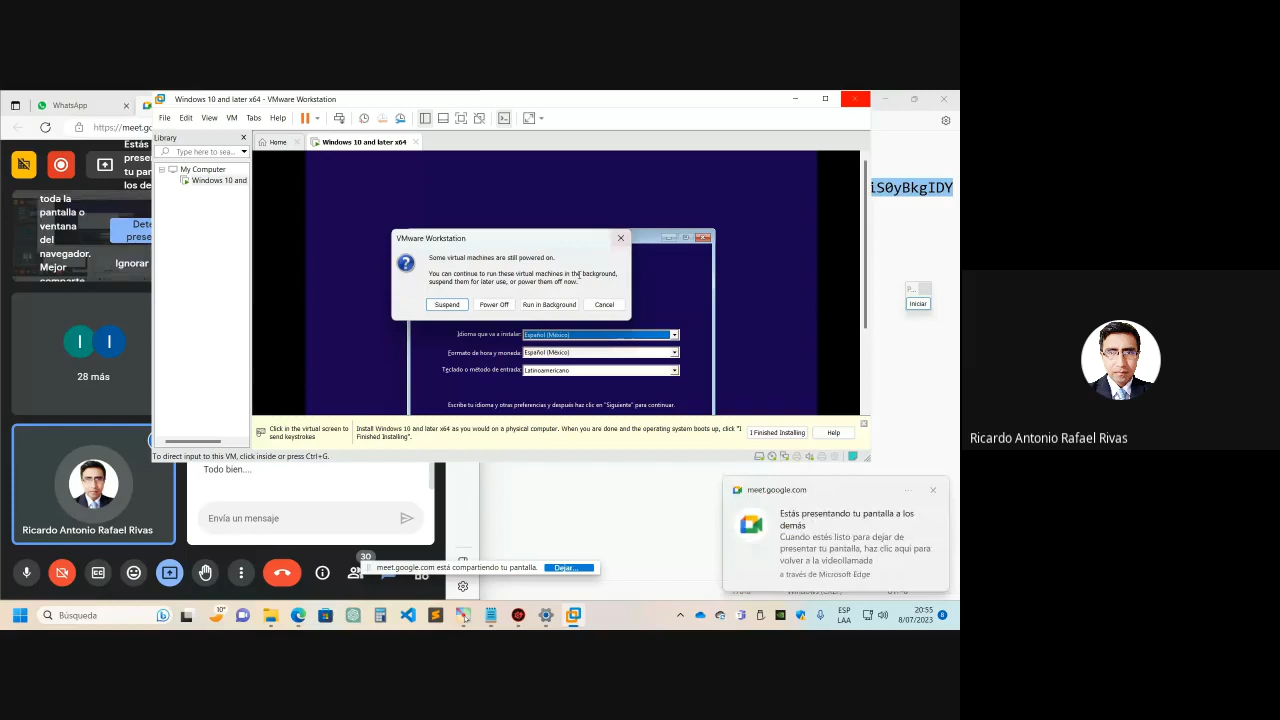 WhatsApp
https://meet.gc
Estás
presen
tu pan
los de
toda la
pantalla o
ventana
del
navegador.
Mejor
Dete
prese
Ignorar
I
I
28 más
Ricardo Antonio Rafael Rivas
Todo bien....
Envía un mensaje
30
meet.google.com está compartiendo tu pantalla.
Dejar...
Windows 10 and later x64 - VMware Workstation
File Edit View VM Tabs Help
Library
Type here to sea...
My Computer
Windows 10 and
Home
Windows 10 and later x64
VMware Workstation
Some virtual machines are still powered on.
You can continue to run these virtual machines in the background,
suspend them for later use, or power them off now.
Suspend
Power Off
Run in Background
Cancel
Idioma que va a instalar: Español (México)
Formato de hora y moneda: Español (México)
Teclado o método de entrada: Latinoamericano
Escribe tu idioma y otras preferencias y después haz clic en "Siguiente" para continuar.
Click in the virtual screen to
send keystrokes
Install Windows 10 and later x64 as you would on a physical computer. When you are done and the operating system boots up, click "I
Finished Installing".
I Finished Installing
Help
To direct input to this VM, click inside or press Ctrl+G.
iS0yBkgIDY
P...
Iniciar
meet.google.com
Estás presentando tu pantalla a los
demás
Cuando estés listo para dejar de
presentar tu pantalla, haz clic aquí para
volver a la videollamada
a través de Microsoft Edge
Búsqueda
10°
ESP
LAA
20:55
8/07/2023
Ricardo Antonio Rafael Rivas